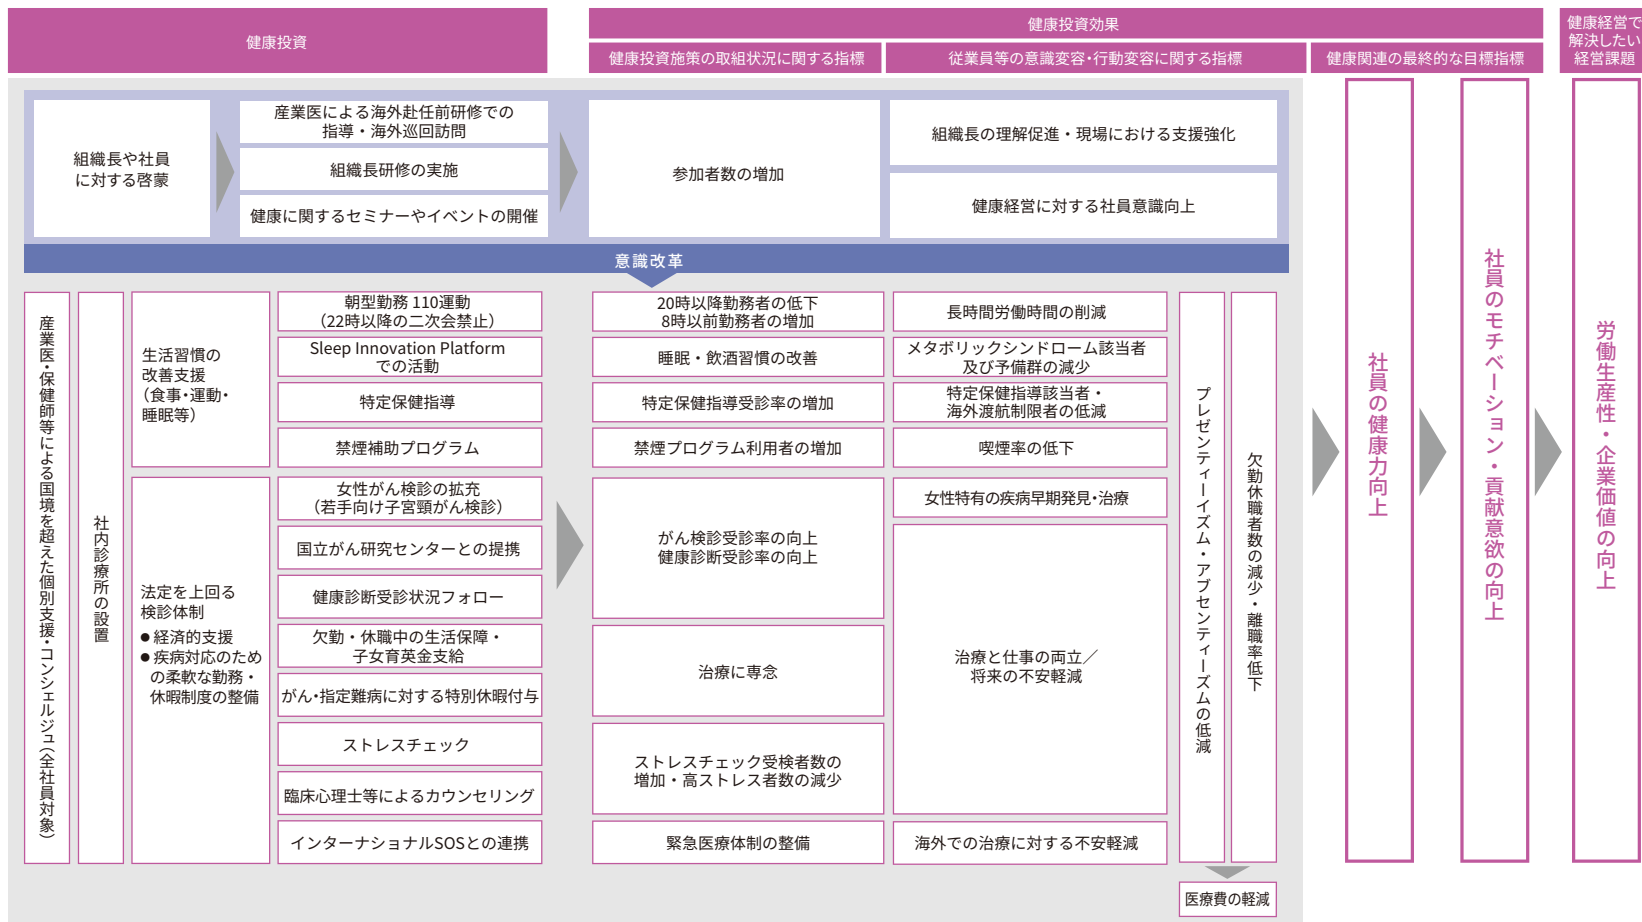 健康投資
健康投資効果
健康経営で
解決したい
経営課題
健康投資施策の取組状況に関する指標
従業員等の意識変容・行動変容に関する指標
健康関連の最終的な目標指標
組織長や社員
に対する啓蒙
産業医による海外赴任前研修での
指導・海外巡回訪問
組織長研修の実施
健康に関するセミナーやイベントの開催
参加者数の増加
組織長の理解促進・現場における支援強化
健康経営に対する社員意識向上
意識改革
産業医・保健師等による国境を超えた個別支援・コンシェルジュ（全社員対象）
社内診療所の設置
生活習慣の
改善支援
（食事・運動・
睡眠等）
朝型勤務 110運動
（22時以降の二次会禁止）
Sleep Innovation Platform
での活動
特定保健指導
禁煙補助プログラム
20時以降勤務者の低下
8時以前勤務者の増加
睡眠・飲酒習慣の改善
特定保健指導受診率の増加
禁煙プログラム利用者の増加
長時間労働時間の削減
メタボリックシンドローム該当者
及び予備群の減少
特定保健指導該当者・
海外渡航制限者の低減
喫煙率の低下
法定を上回る
検診体制
● 経済的支援
● 疾病対応のため
の柔軟な勤務・
休暇制度の整備
女性がん検診の拡充
（若手向け子宮頸がん検診）
国立がん研究センターとの提携
健康診断受診状況フォロー
欠勤・休職中の生活保障・
子女育英金支給
がん・指定難病に対する特別休暇付与
ストレスチェック
臨床心理士等によるカウンセリング
インターナショナルSOSとの連携
がん検診受診率の向上
健康診断受診率の向上
治療に専念
ストレスチェック受検者数の
増加・高ストレス者数の減少
緊急医療体制の整備
女性特有の疾病早期発見・治療
治療と仕事の両立／
将来の不安軽減
海外での治療に対する不安軽減
プレゼンティーイズム・アブセンティーズムの低減
欠勤休職者数の減少・離職率低下
医療費の軽減
社員の健康力向上
社員のモチベーション・貢献意欲の向上
労働生産性・企業価値の向上